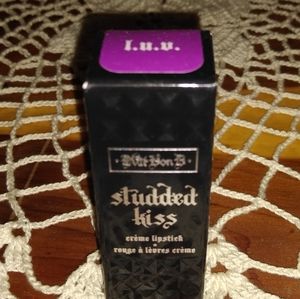 l.u.v.
Kat Von D
studded
kiss
crème lipstick
rouge à lèvres crème